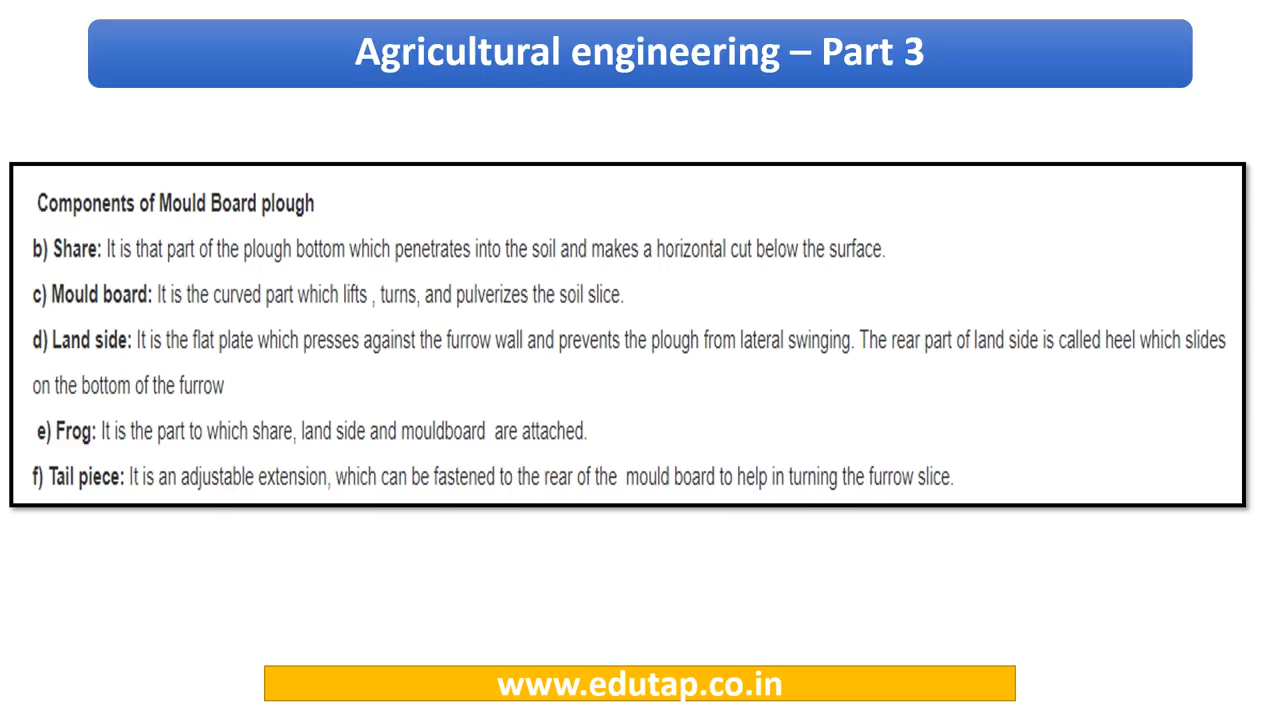 Agricultural engineering – Part 3
Components of Mould Board plough
b) Share: It is that part of the plough bottom which penetrates into the soil and makes a horizontal cut below the surface.
c) Mould board: It is the curved part which lifts , turns, and pulverizes the soil slice.
d) Land side: It is the flat plate which presses against the furrow wall and prevents the plough from lateral swinging. The rear part of land side is called heel which slides
on the bottom of the furrow
e) Frog: It is the part to which share, land side and mouldboard are attached.
f) Tail piece: It is an adjustable extension, which can be fastened to the rear of the mould board to help in turning the furrow slice.
www.edutap.co.in